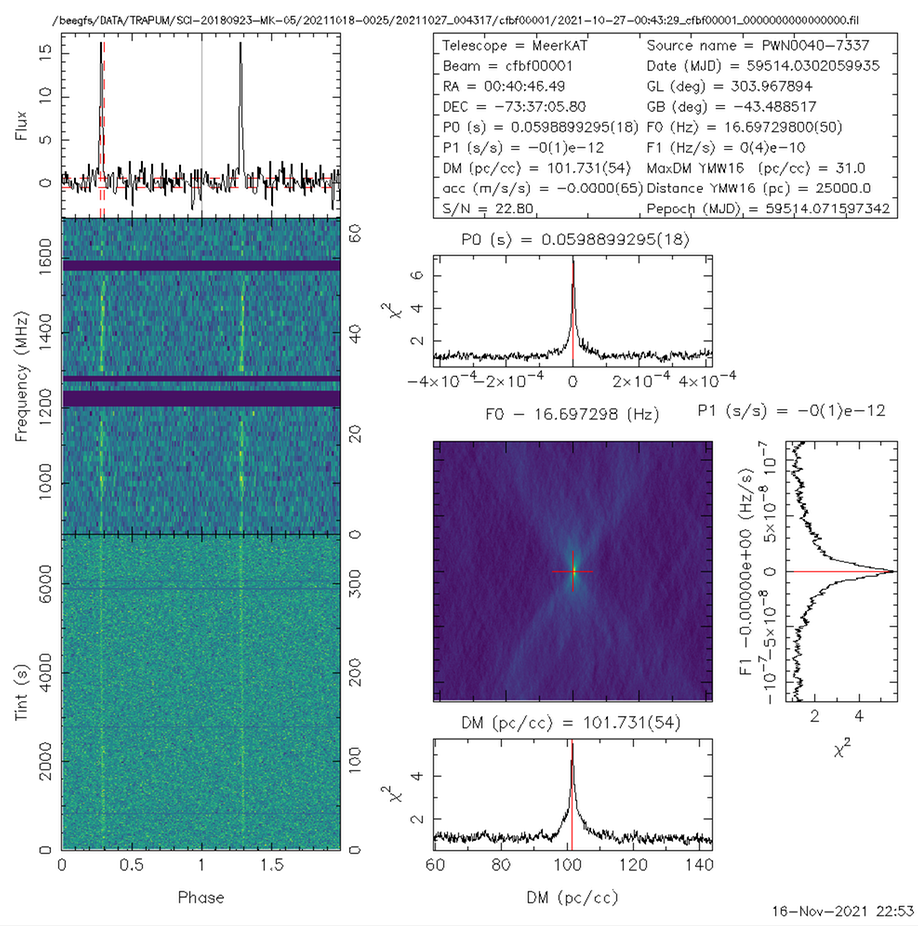 /beegfs/DATA/TRAPUM/SCI-20180923-MK-05/20211018-0025/20211027_004317/cfbf00001/2021-10-27-00:43:29_cfbf00001_0000000000000000.fil
Telescope = MeerKAT Source name = PWN0040-7337
Beam = cfbf00001 Date (MJD) = 59514.0302059935
RA = 00:40:46.49 GL (deg) = 303.967894
DEC = -73:37:05.80 GB (deg) = -43.488517
P0 (s) = 0.0598899295(18) F0 (Hz) = 16.69729800(50)
P1 (s/s) = -0(1)e-12 F1 (Hz/s) = 0(4)e-10
DM (pc/cc) = 101.731(54) MaxDM YMW16 (pc/cc) = 31.0
acc (m/s/s) = -0.0000(65) Distance YMW16 (pc) = 25000.0
S/N = 22.80 Pepoch (MJD) = 59514.071597342
Flux
15
10
5
0
Frequency (MHz)
1600
1400
1200
1000
60
40
20
0
Tint (s)
6000
4000
2000
0
300
200
100
0
0 0.5 1 1.5
Phase
P0 (s) = 0.0598899295(18)
χ²
6
4
2
−4×10⁻⁴ −2×10⁻⁴ 0 2×10⁻⁴ 4×10⁻⁴
F0 - 16.697298 (Hz)
P1 (s/s) = -0(1)e-12
F1 -0.00000e+00 (Hz/s)
10⁻⁷
5×10⁻⁸
0
−5×10⁻⁸
−10⁻⁷
2 4
χ²
DM (pc/cc) = 101.731(54)
χ²
4
2
60 80 100 120 140
DM (pc/cc)
16-Nov-2021 22:53